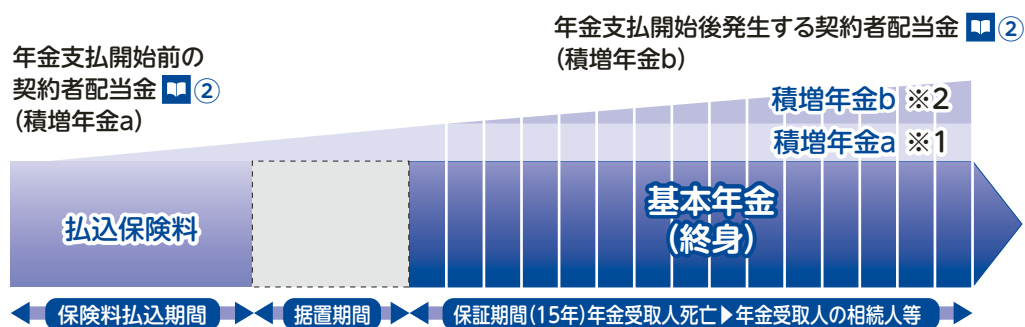 年金支払開始前の
契約者配当金 ②
(積増年金a)
年金支払開始後発生する契約者配当金 ②
(積増年金b)
積増年金b ※2
積増年金a ※1
払込保険料
基本年金
(終身)
保険料払込期間
据置期間
保証期間(15年)年金受取人死亡▶年金受取人の相続人等